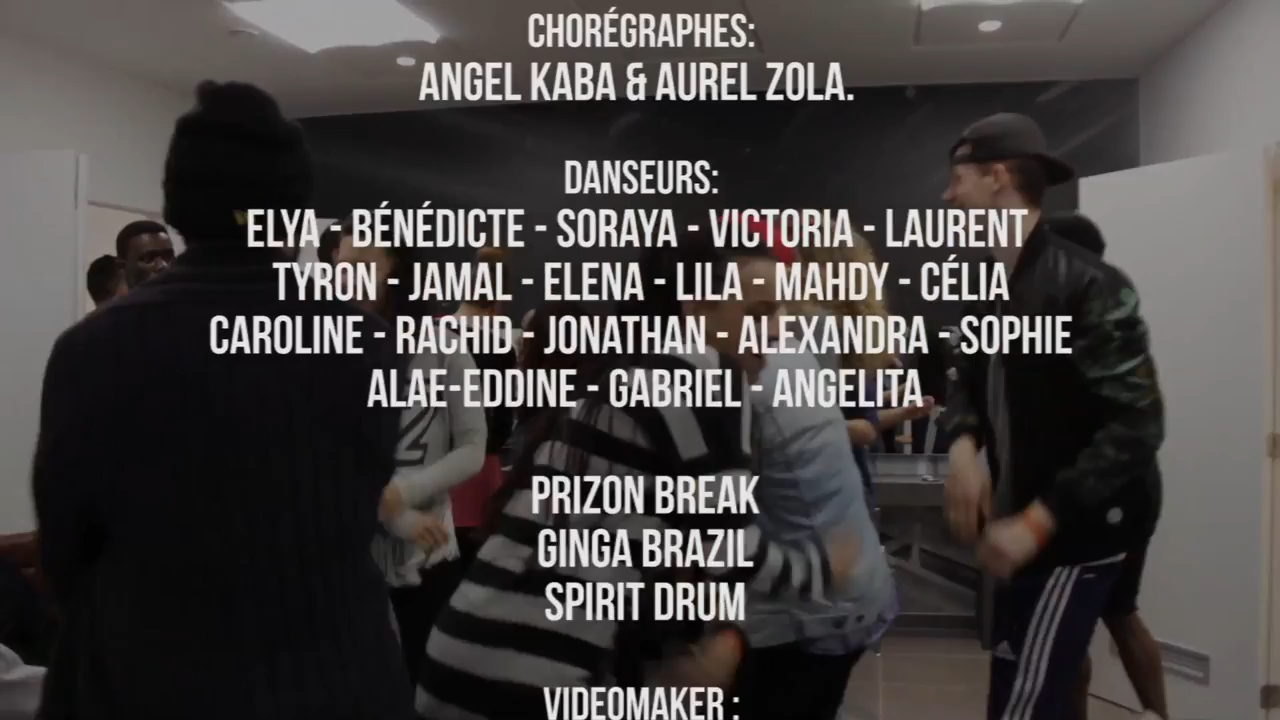 CHORÉGRAPHES:
ANGEL KABA & AUREL ZOLA.
DANSEURS:
ELYA - BÉNÉDICTE - SORAYA - VICTORIA - LAURENT
TYRON - JAMAL - ELENA - LILA - MAHDY - CÉLIA
CAROLINE - RACHID - JONATHAN - ALEXANDRA - SOPHIE
ALAE-EDDINE - GABRIEL - ANGELITA
PRIZON BREAK
GINGA BRAZIL
SPIRIT DRUM
VIDEOMAKER :